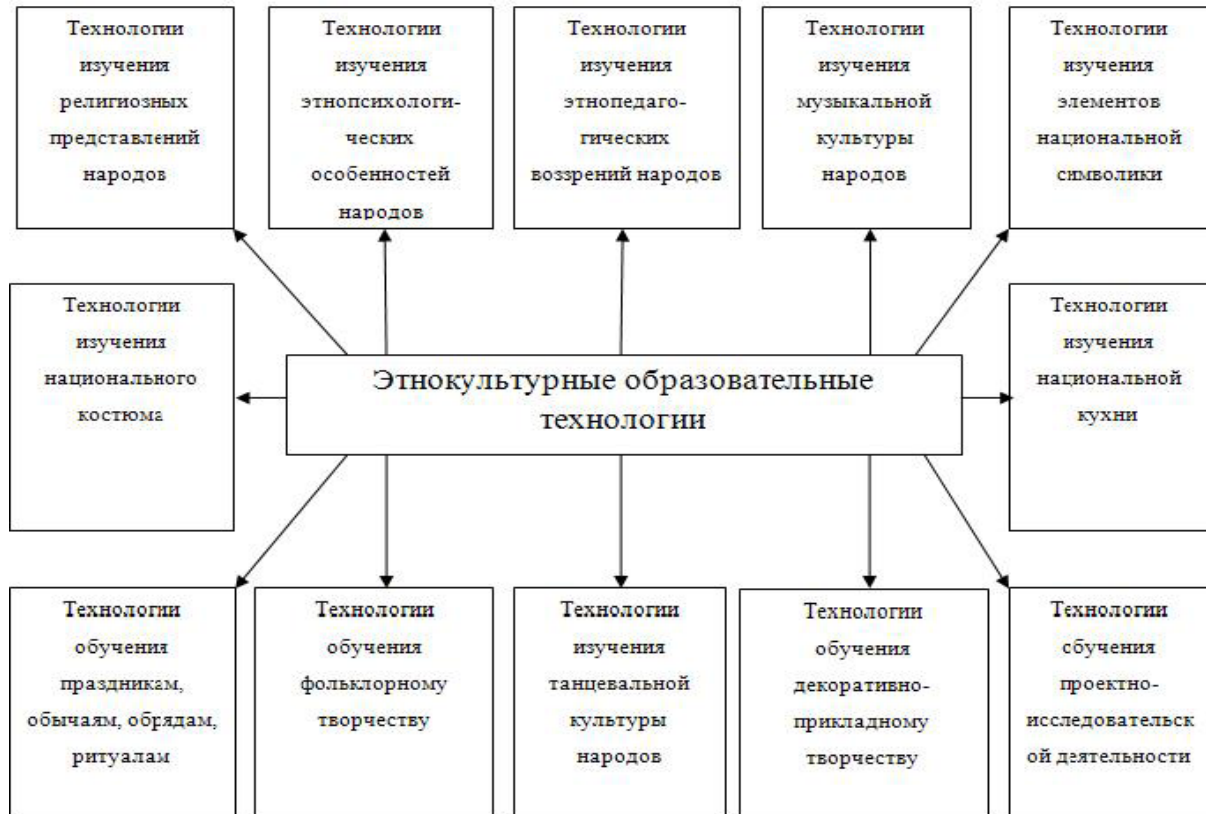 Технологии
изучения
религиозных
представлений
народов
Технологии
изучения
этнопсихологи-
ческих
особенностей
народов
Технологии
изучения
этнопедаго-
гических
воззрений народов
Технологии
изучения
музыкальной
культуры
народов
Технологии
изучения
элементов
национальной
символики
Технологии
изучения
национального
костюма
Этнокультурные образовательные
технологии
Технологии
изучения
национальной
кухни
Технологии
обучения
праздникам,
обычаям, обрядам,
ритуалам
Технологии
обучения
фольклорному
творчеству
Технологии
изучения
танцевальной
культуры
народов
Технологии
обучения
декоративно-
прикладному
творчеству
Технологии
обучения
проектно-
исследовательск
ой деятельности